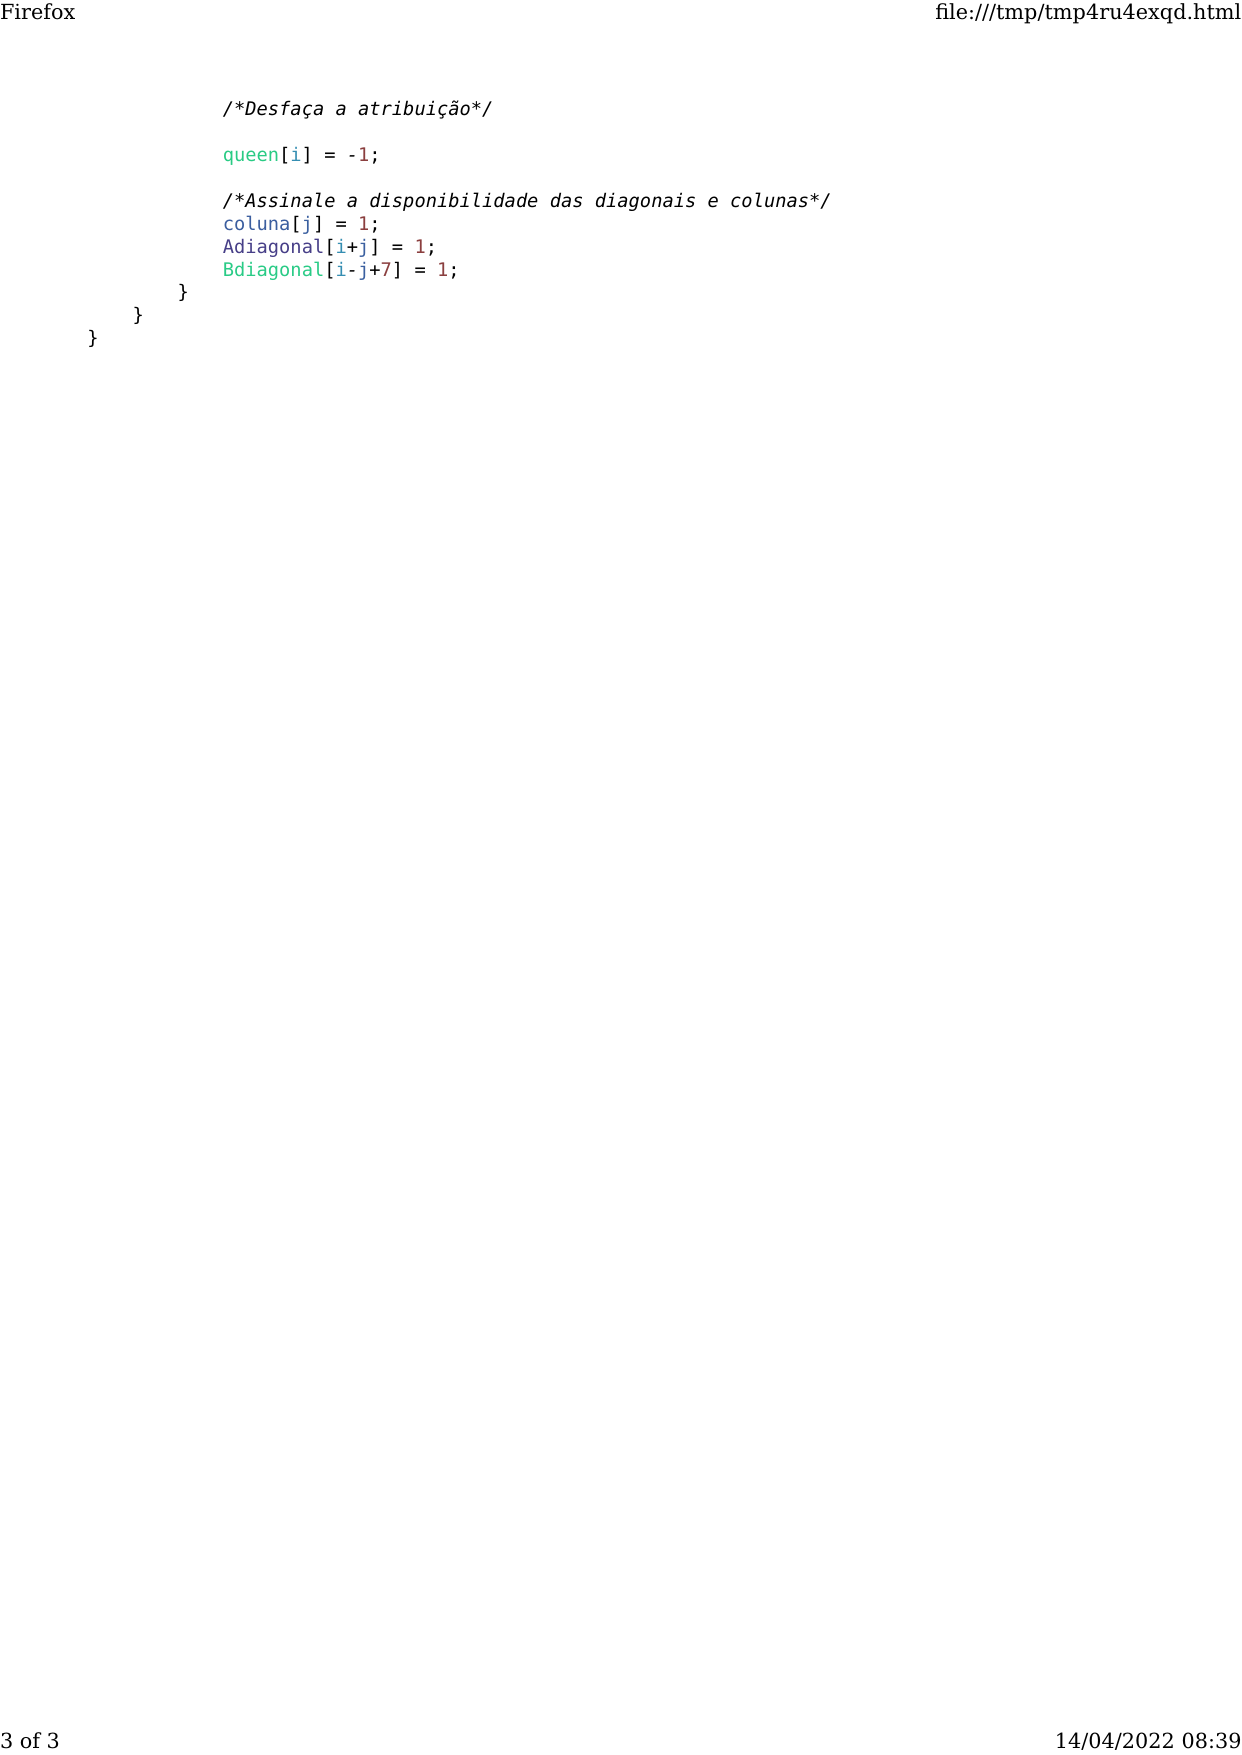 Firefox
file:///tmp/tmp4ru4exqd.html
/*Desfaça a atribuição*/
queen[i] = -1;
/*Assinale a disponibilidade das diagonais e colunas*/
coluna[j] = 1;
Adiagonal[i+j] = 1;
Bdiagonal[i-j+7] = 1;
}
}
}
3 of 3
14/04/2022 08:39